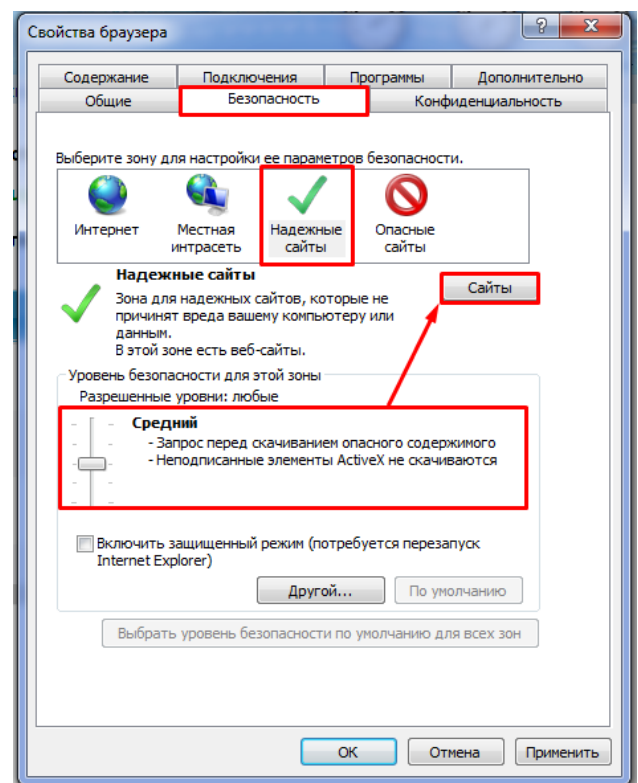 Свойства браузера
Содержание Подключения Программы Дополнительно
Общие Безопасность Конфиденциальность
Выберите зону для настройки ее параметров безопасности.
Интернет Местная интрасеть Надежные сайты Опасные сайты
Надежные сайты
Сайты
Зона для надежных сайтов, которые не
причинят вреда вашему компьютеру или
данным.
В этой зоне есть веб-сайты.
Уровень безопасности для этой зоны
Разрешенные уровни: любые
Средний
- Запрос перед скачиванием опасного содержимого
- Неподписанные элементы ActiveX не скачиваются
Включить защищенный режим (потребуется перезапуск
Internet Explorer)
Другой... По умолчанию
Выбрать уровень безопасности по умолчанию для всех зон
ОК Отмена Применить